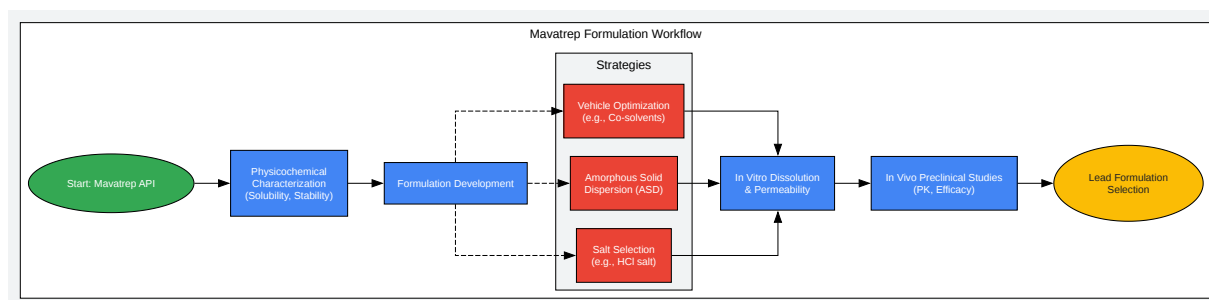 Mavatrep Formulation Workflow
Strategies
Start: Mavatrep API
Physicochemical
Characterization
(Solubility, Stability)
Formulation Development
Vehicle Optimization
(e.g., Co-solvents)
Amorphous Solid
Dispersion (ASD)
Salt Selection
(e.g., HCl salt)
In Vitro Dissolution
& Permeability
In Vivo Preclinical Studies
(PK, Efficacy)
Lead Formulation
Selection